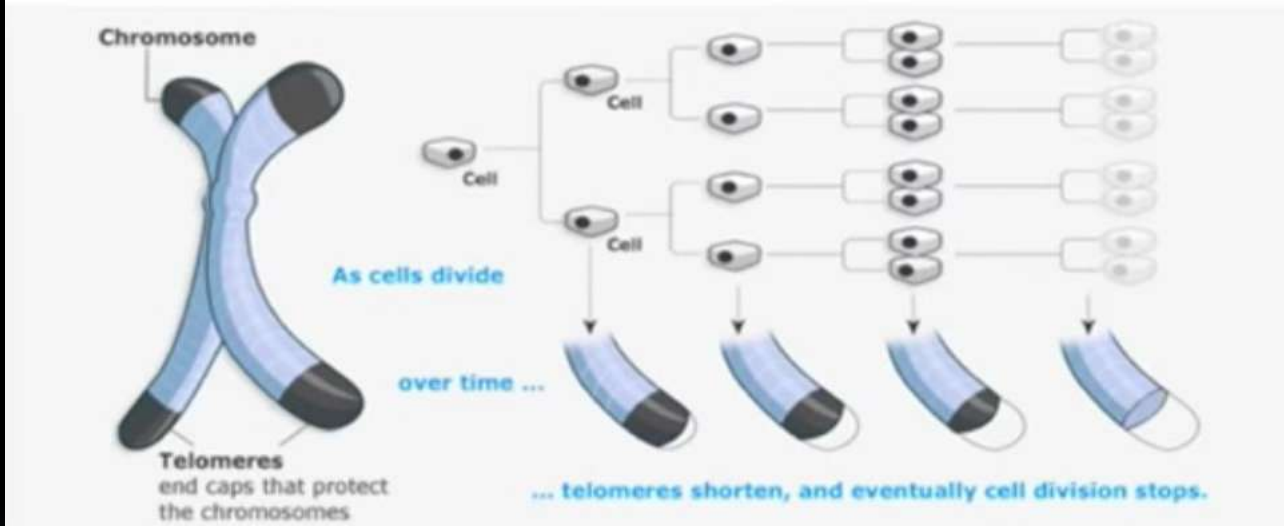 Chromosome
Cell
Cell
Cell
As cells divide
over time ...
Telomeres
end caps that protect
the chromosomes
... telomeres shorten, and eventually cell division stops.